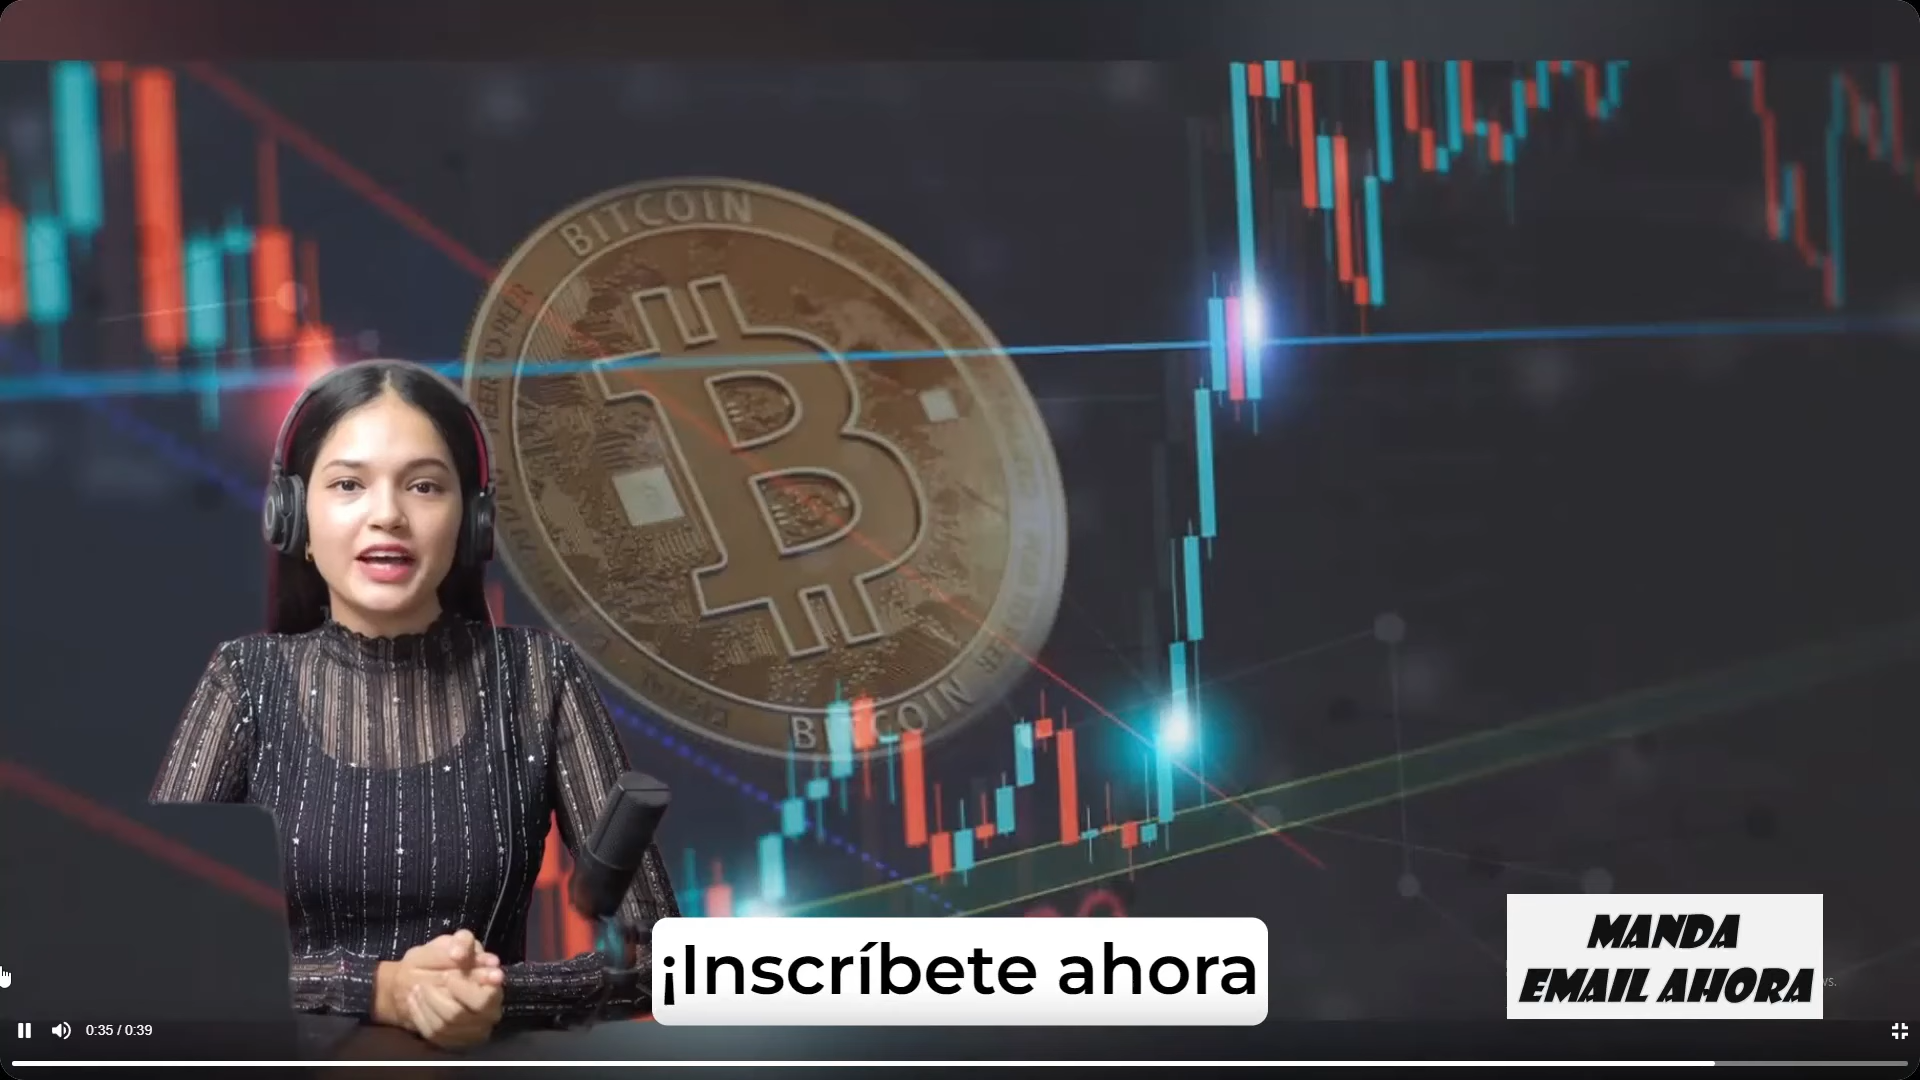 BITCOIN
BITCOIN
¡Inscríbete ahora
MANDA
EMAIL AHORA
0:35 / 0:39